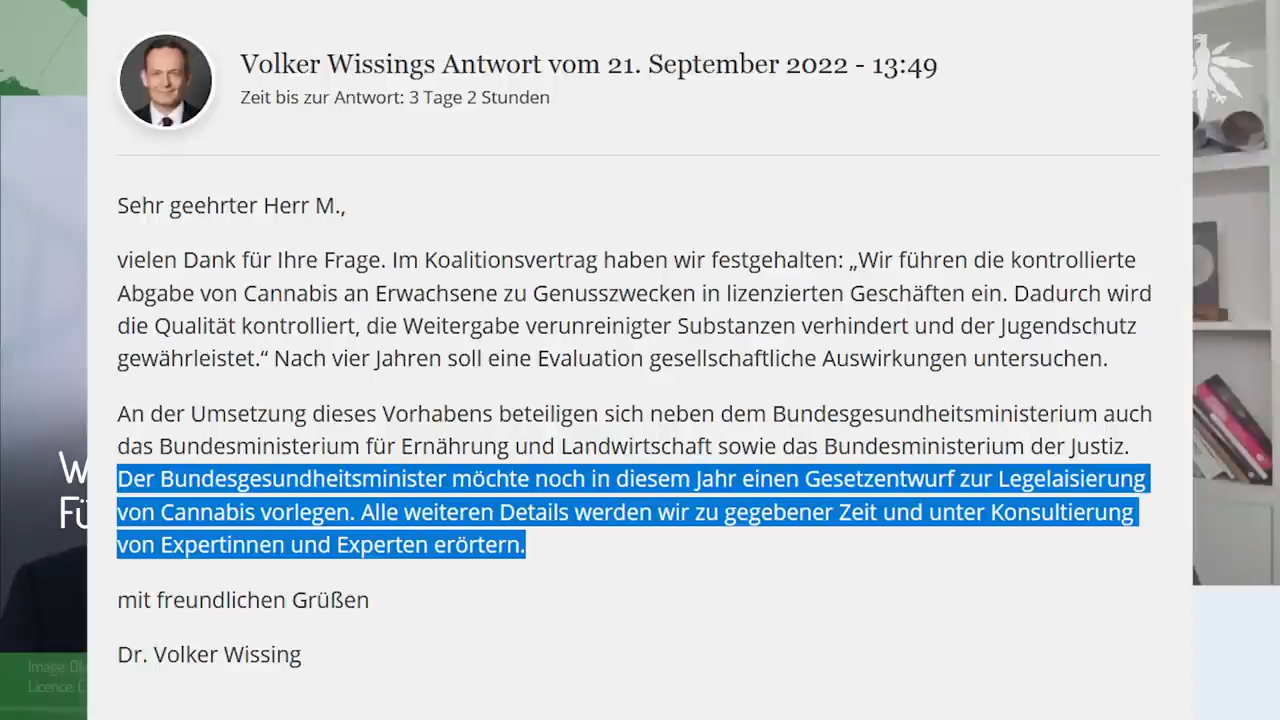 Volker Wissings Antwort vom 21. September 2022 - 13:49
Zeit bis zur Antwort: 3 Tage 2 Stunden
Sehr geehrter Herr M.,
vielen Dank für Ihre Frage. Im Koalitionsvertrag haben wir festgehalten: „Wir führen die kontrollierte
Abgabe von Cannabis an Erwachsene zu Genusszwecken in lizenzierten Geschäften ein. Dadurch wird
die Qualität kontrolliert, die Weitergabe verunreinigter Substanzen verhindert und der Jugendschutz
gewährleistet.“ Nach vier Jahren soll eine Evaluation gesellschaftliche Auswirkungen untersuchen.
An der Umsetzung dieses Vorhabens beteiligen sich neben dem Bundesgesundheitsministerium auch
das Bundesministerium für Ernährung und Landwirtschaft sowie das Bundesministerium der Justiz.
Der Bundesgesundheitsminister möchte noch in diesem Jahr einen Gesetzentwurf zur Legelaisierung
von Cannabis vorlegen. Alle weiteren Details werden wir zu gegebener Zeit und unter Konsultierung
von Expertinnen und Experten erörtern.
mit freundlichen Grüßen
Dr. Volker Wissing
Image:
Licence: